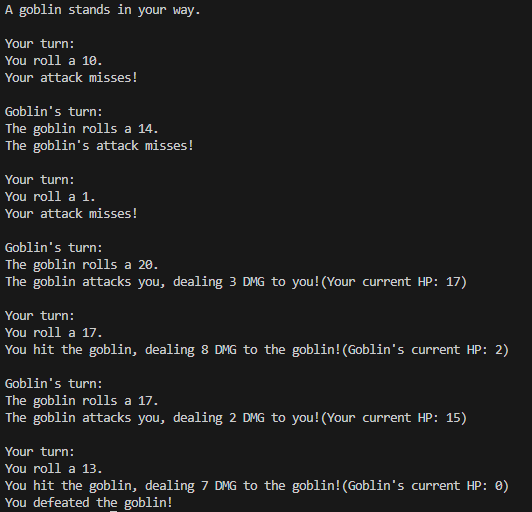 A goblin stands in your way.
Your turn:
You roll a 10.
Your attack misses!
Goblin's turn:
The goblin rolls a 14.
The goblin's attack misses!
Your turn:
You roll a 1.
Your attack misses!
Goblin's turn:
The goblin rolls a 20.
The goblin attacks you, dealing 3 DMG to you!(Your current HP: 17)
Your turn:
You roll a 17.
You hit the goblin, dealing 8 DMG to the goblin!(Goblin's current HP: 2)
Goblin's turn:
The goblin rolls a 17.
The goblin attacks you, dealing 2 DMG to you!(Your current HP: 15)
Your turn:
You roll a 13.
You hit the goblin, dealing 7 DMG to the goblin!(Goblin's current HP: 0)
You defeated the goblin!